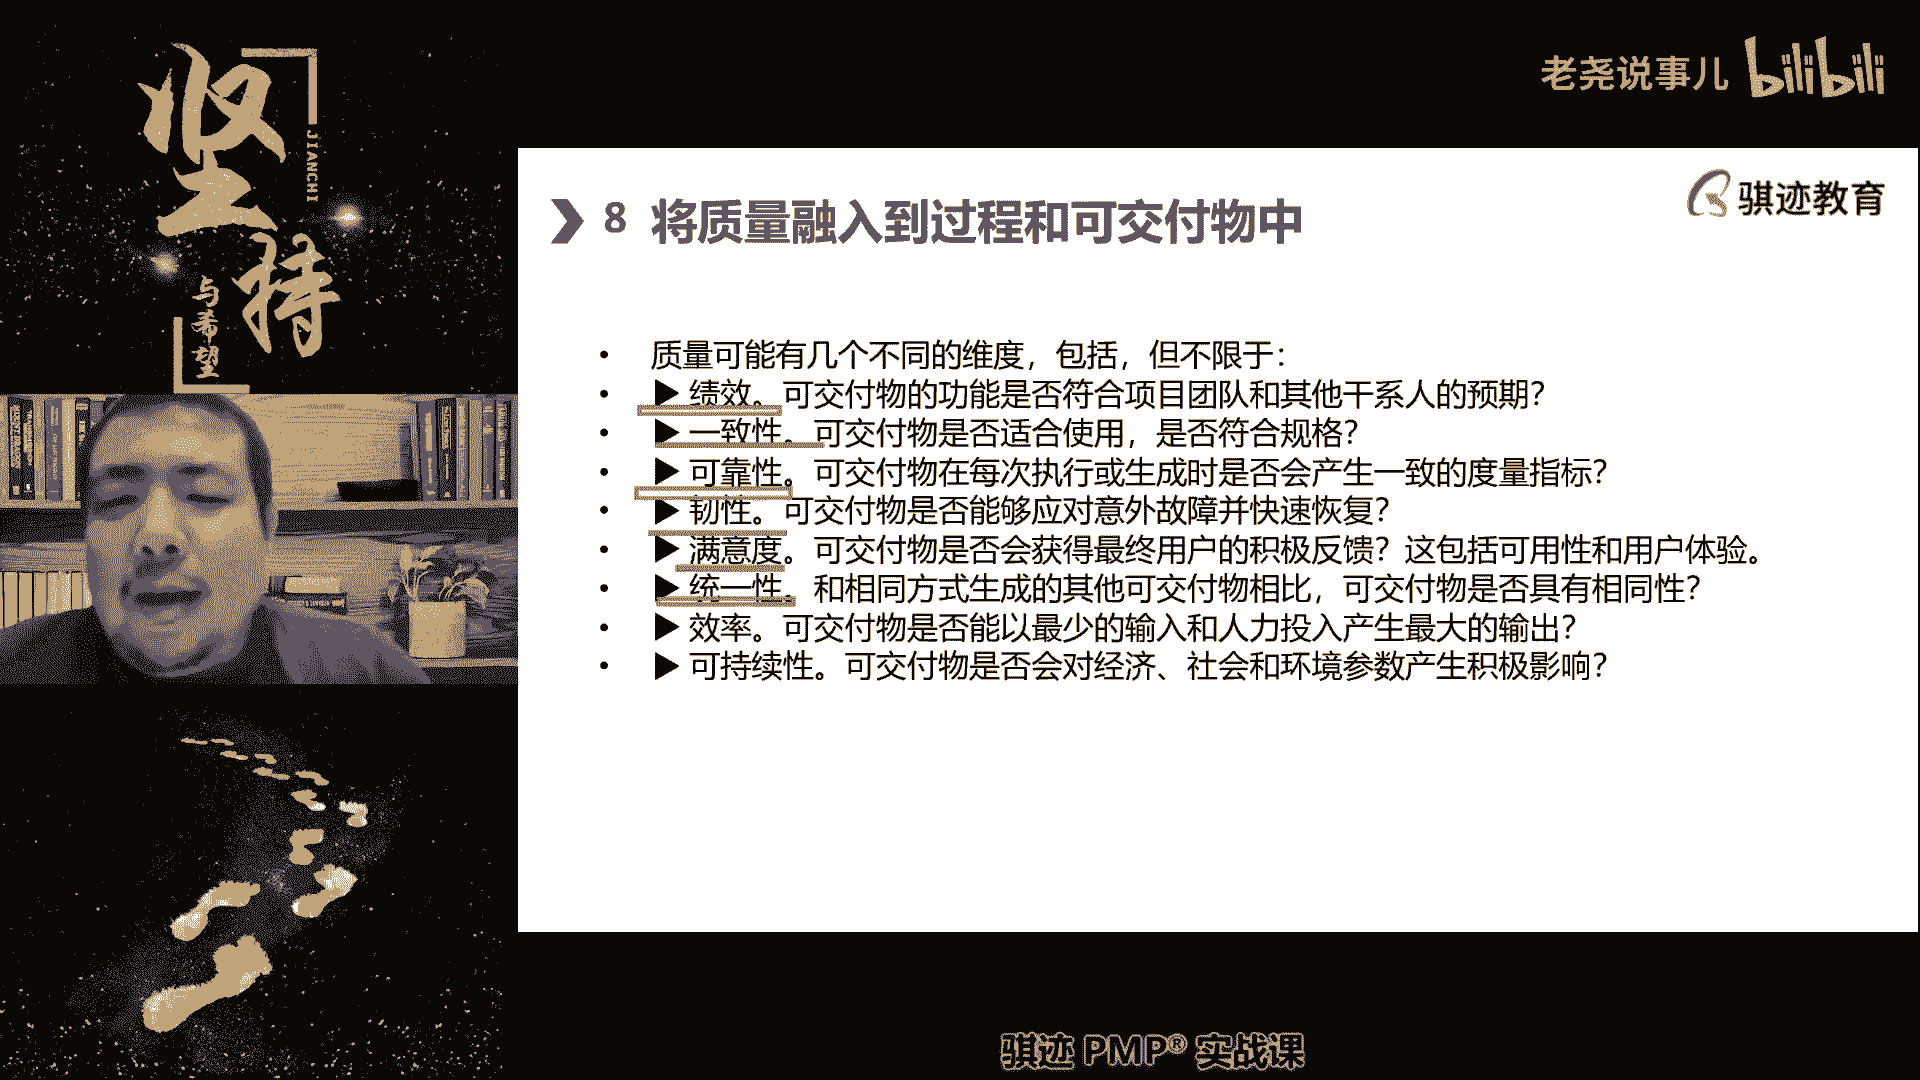 坚持
JIANCHI
与希望
老尧说事儿 bilibili
骐迹教育
8 将质量融入到过程和可交付物中
• 质量可能有几个不同的维度，包括，但不限于：
• ▶ 绩效。可交付物的功能是否符合项目团队和其他干系人的预期？
• ▶ 一致性。可交付物是否适合使用，是否符合规格？
• ▶ 可靠性。可交付物在每次执行或生成时是否会产生一致的度量指标？
• ▶ 韧性。可交付物是否能够应对意外故障并快速恢复？
• ▶ 满意度。可交付物是否会获得最终用户的积极反馈？这包括可用性和用户体验。
• ▶ 统一性。和相同方式生成的其他可交付物相比，可交付物是否具有相同性？
• ▶ 效率。可交付物是否能以最少的输入和人力投入产生最大的输出？
• ▶ 可持续性。可交付物是否会对经济、社会和环境参数产生积极影响？
骐迹 PMP® 实战课